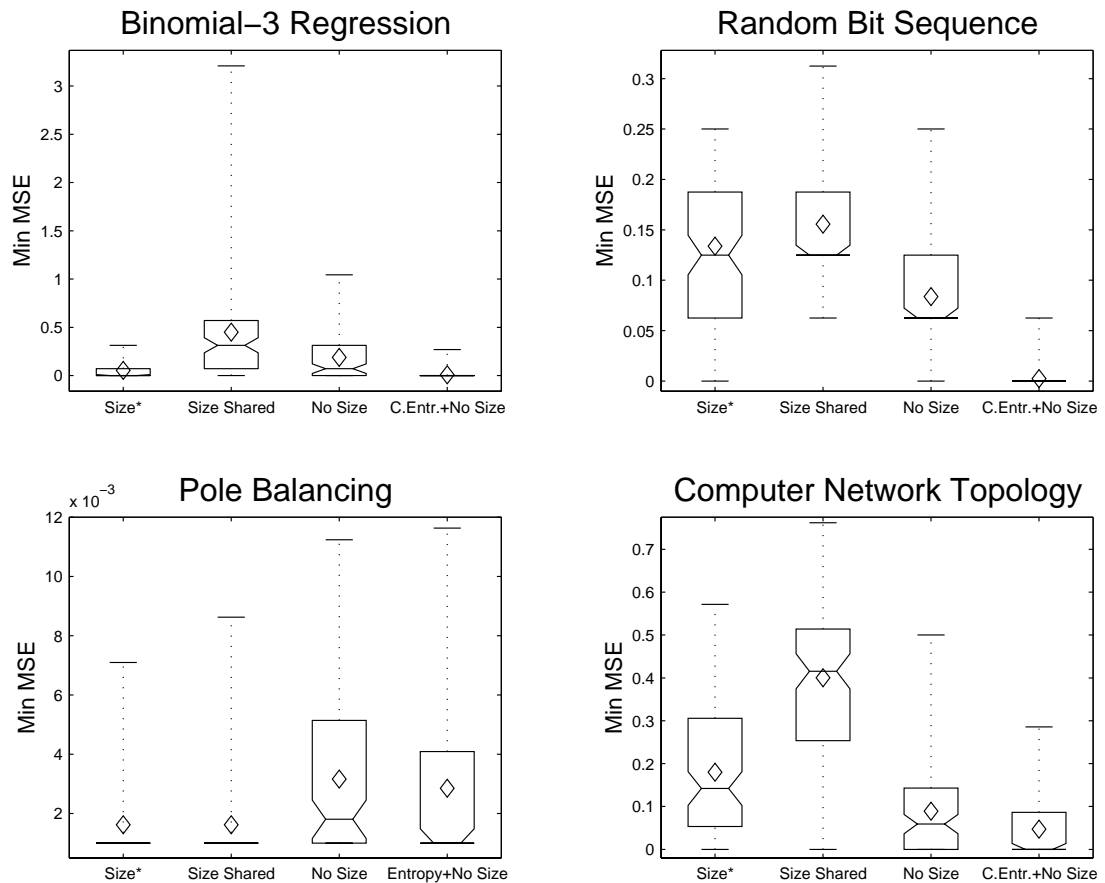 Binomial−3 Regression
3
2.5
2
1.5
1
0.5
0
Min MSE
Size*
Size Shared
No Size
C.Entr.+No Size
Random Bit Sequence
0.3
0.25
0.2
0.15
0.1
0.05
0
Min MSE
Size*
Size Shared
No Size
C.Entr.+No Size
Pole Balancing
x 10−3
12
10
8
6
4
2
Min MSE
Size*
Size Shared
No Size
Entropy+No Size
Computer Network Topology
0.7
0.6
0.5
0.4
0.3
0.2
0.1
0
Min MSE
Size*
Size Shared
No Size
C.Entr.+No Size